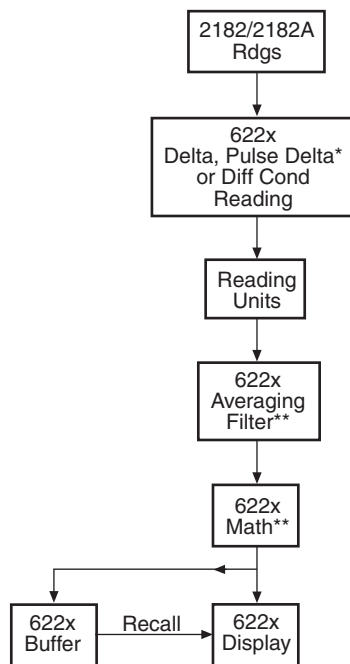 2182/2182A
Rdgs
622x
Delta, Pulse Delta*
or Diff Cond
Reading
Reading
Units
622x
Averaging
Filter**
622x
Math**
622x
Buffer
Recall
622x
Display